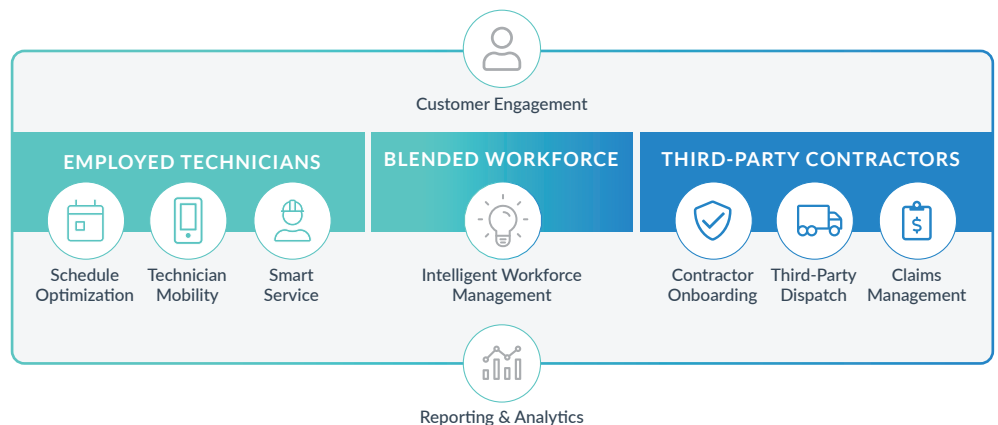 Customer Engagement
EMPLOYED TECHNICIANS
BLENDED WORKFORCE
THIRD-PARTY CONTRACTORS
$
Schedule
Optimization
Technician
Mobility
Smart
Service
Intelligent Workforce
Management
Contractor
Onboarding
Third-Party
Dispatch
Claims
Management
Reporting & Analytics